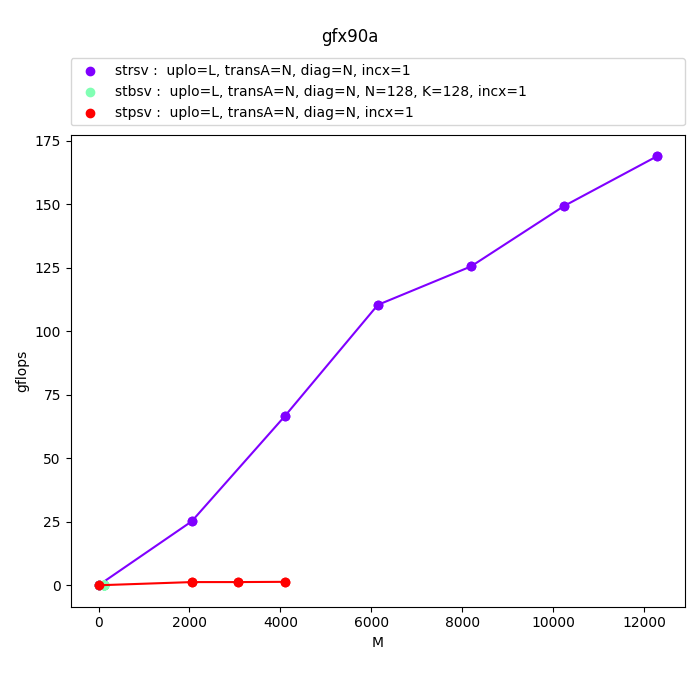 gfx90a
strsv :  uplo=L, transA=N, diag=N, incx=1
stbsv :  uplo=L, transA=N, diag=N, N=128, K=128, incx=1
stpsv :  uplo=L, transA=N, diag=N, incx=1
175
150
125
100
75
50
25
0
gflops
0 2000 4000 6000 8000 10000 12000
M